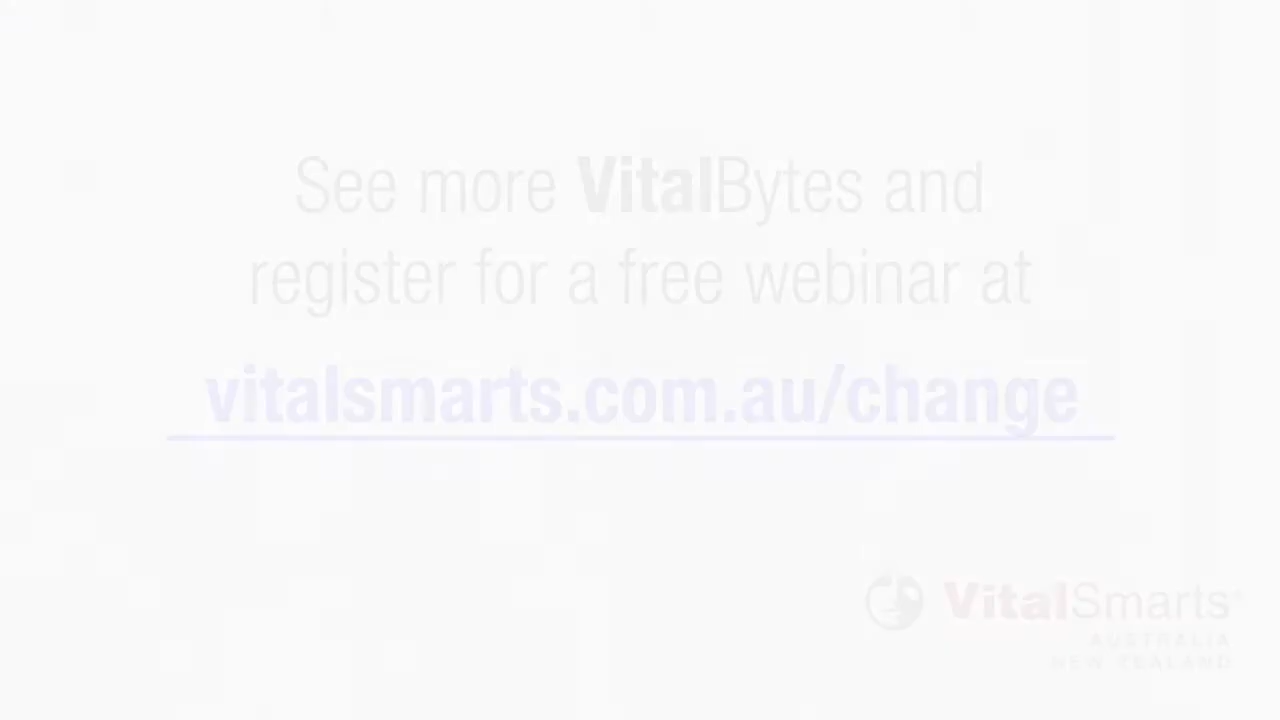 See more VitalBytes and
register for a free webinar at
vitalsmarts.com.au/change
VitalSmarts
AUSTRALIA
NEW ZEALAND